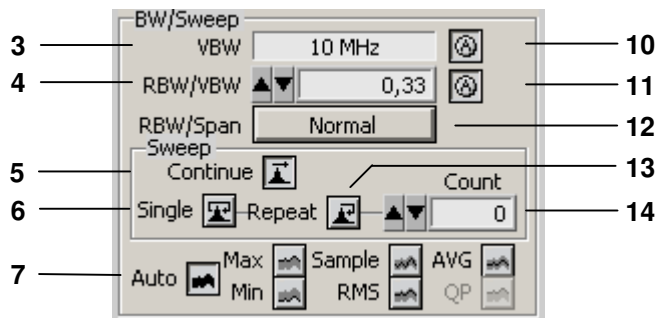 BW/Sweep
3 VBW 10 MHz 10
4 RBW/VBW 0,33 11
RBW/Span Normal 12
Sweep
5 Continue 13
Count
6 Single Repeat 0 14
7 Auto Max Sample AVG
Min RMS QP